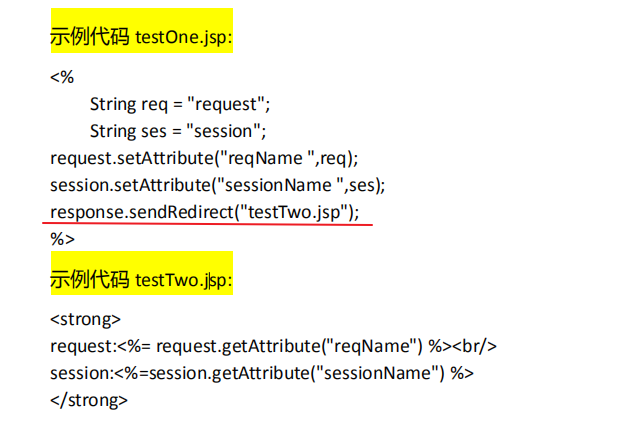 示例代码 testOne.jsp:
<%
String req = "request";
String ses = "session";
request.setAttribute("reqName ",req);
session.setAttribute("sessionName ",ses);
response.sendRedirect("testTwo.jsp");
%>
示例代码 testTwo.jsp:
<strong>
request:<%= request.getAttribute("reqName") %><br/>
session:<%=session.getAttribute("sessionName") %>
</strong>